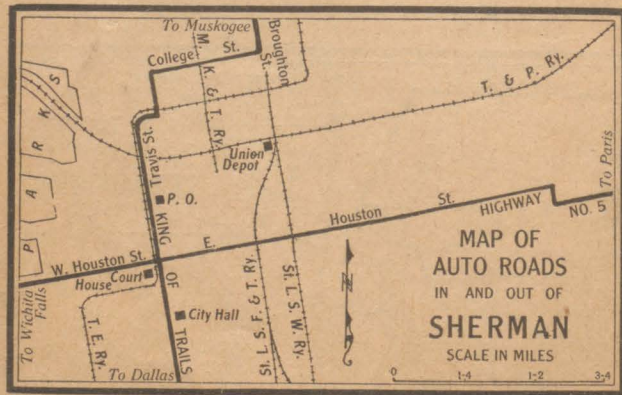 To Muskogee
College St.
Broughton St.
M. K. & T. Ry.
T. & P. Ry.
PARKS
Travis St.
Union
Depot
P. O.
To Paris
HIGHWAY NO. 5
W. Houston St.
E. Houston St.
KING OF TRAILS
Court
House
City Hall
To Wichita
Falls
T. E. Ry.
To Dallas
St. L. S. F. & T. Ry.
St. L. S. W. Ry.
N
MAP OF
AUTO ROADS
IN AND OUT OF
SHERMAN
SCALE IN MILES
0 1-4 1-2 3-4